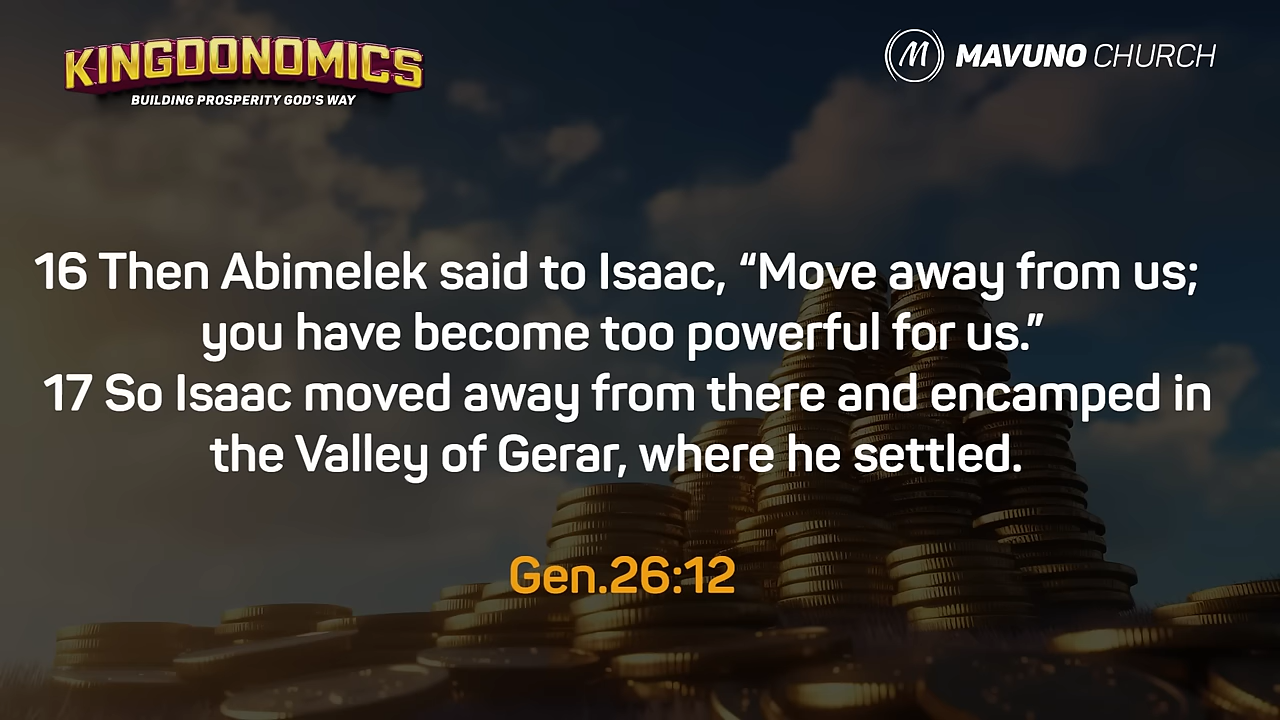 KINGDONOMICS
BUILDING PROSPERITY GOD'S WAY
M MAVUNO CHURCH
16 Then Abimelek said to Isaac, “Move away from us;
you have become too powerful for us.”
17 So Isaac moved away from there and encamped in
the Valley of Gerar, where he settled.
Gen.26:12